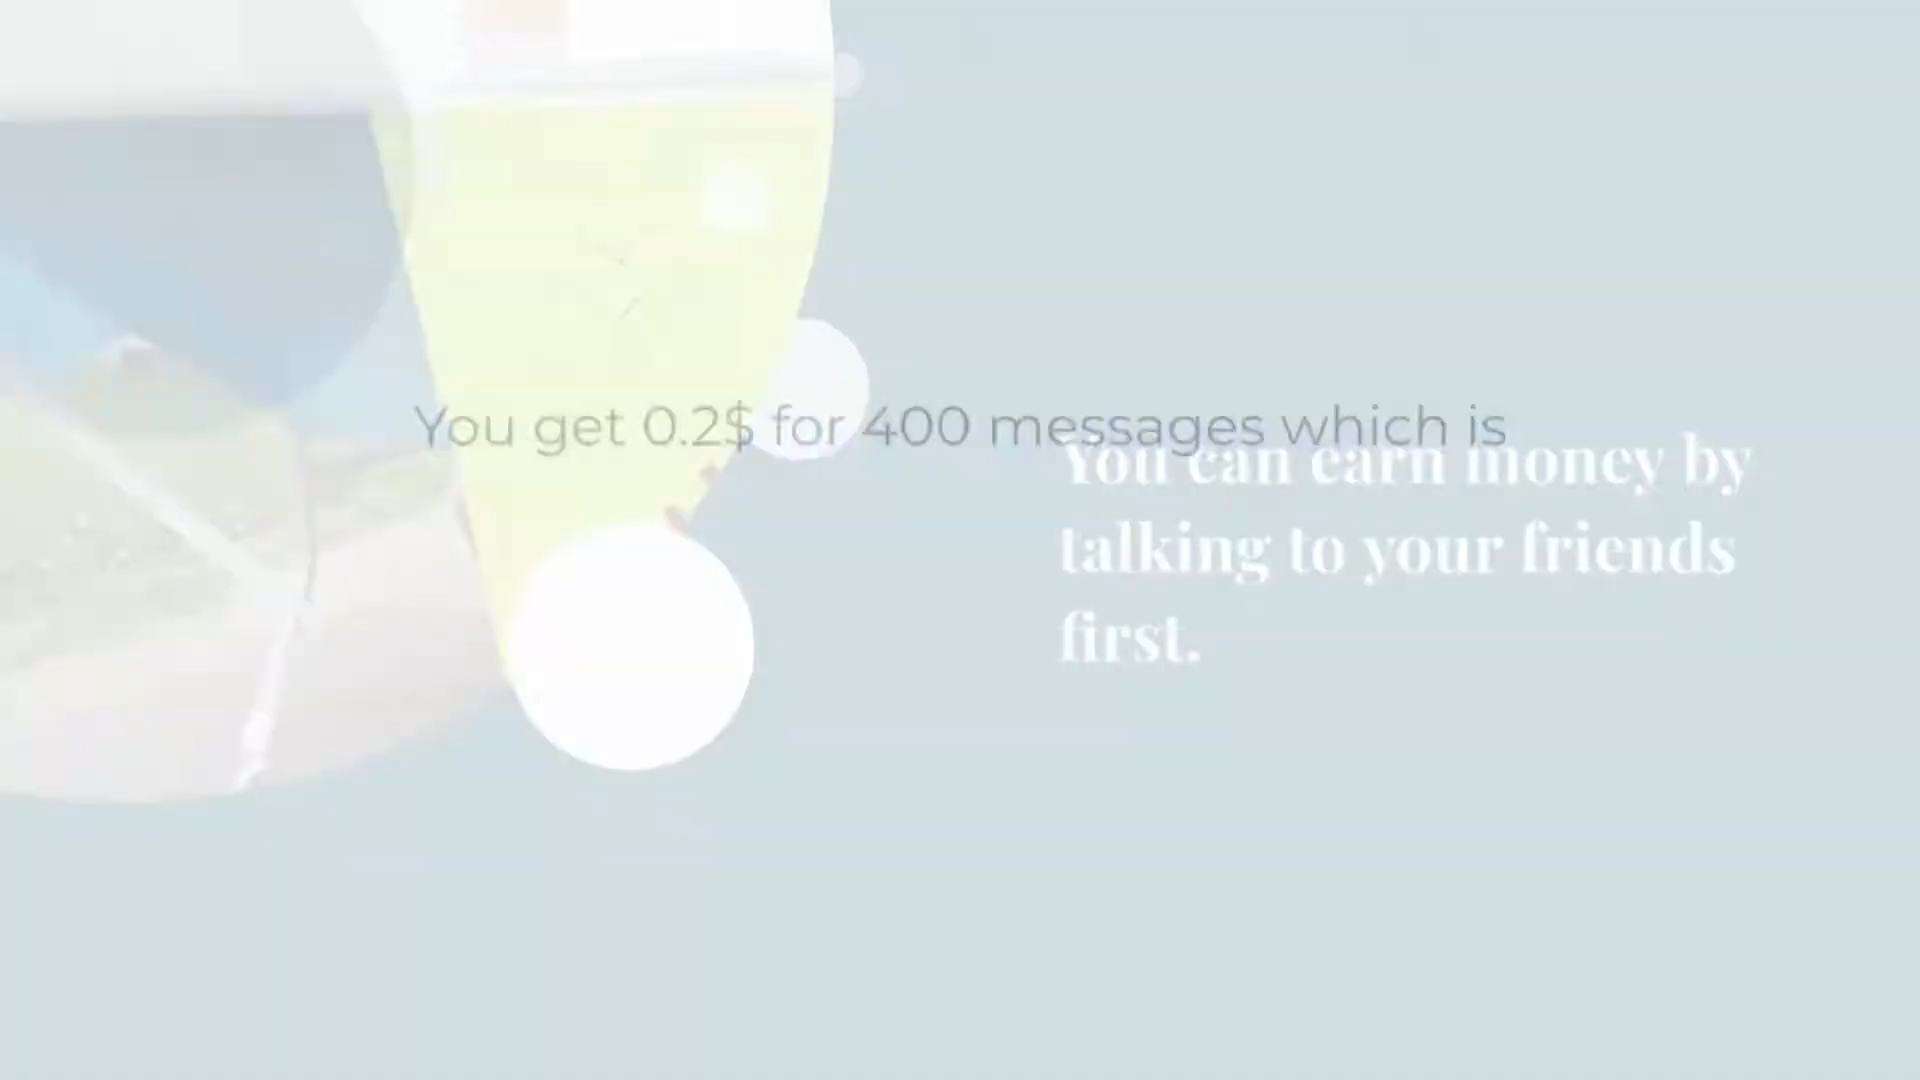 You get 0.2$ for 400 messages which is
You can earn money by
talking to your friends
first.